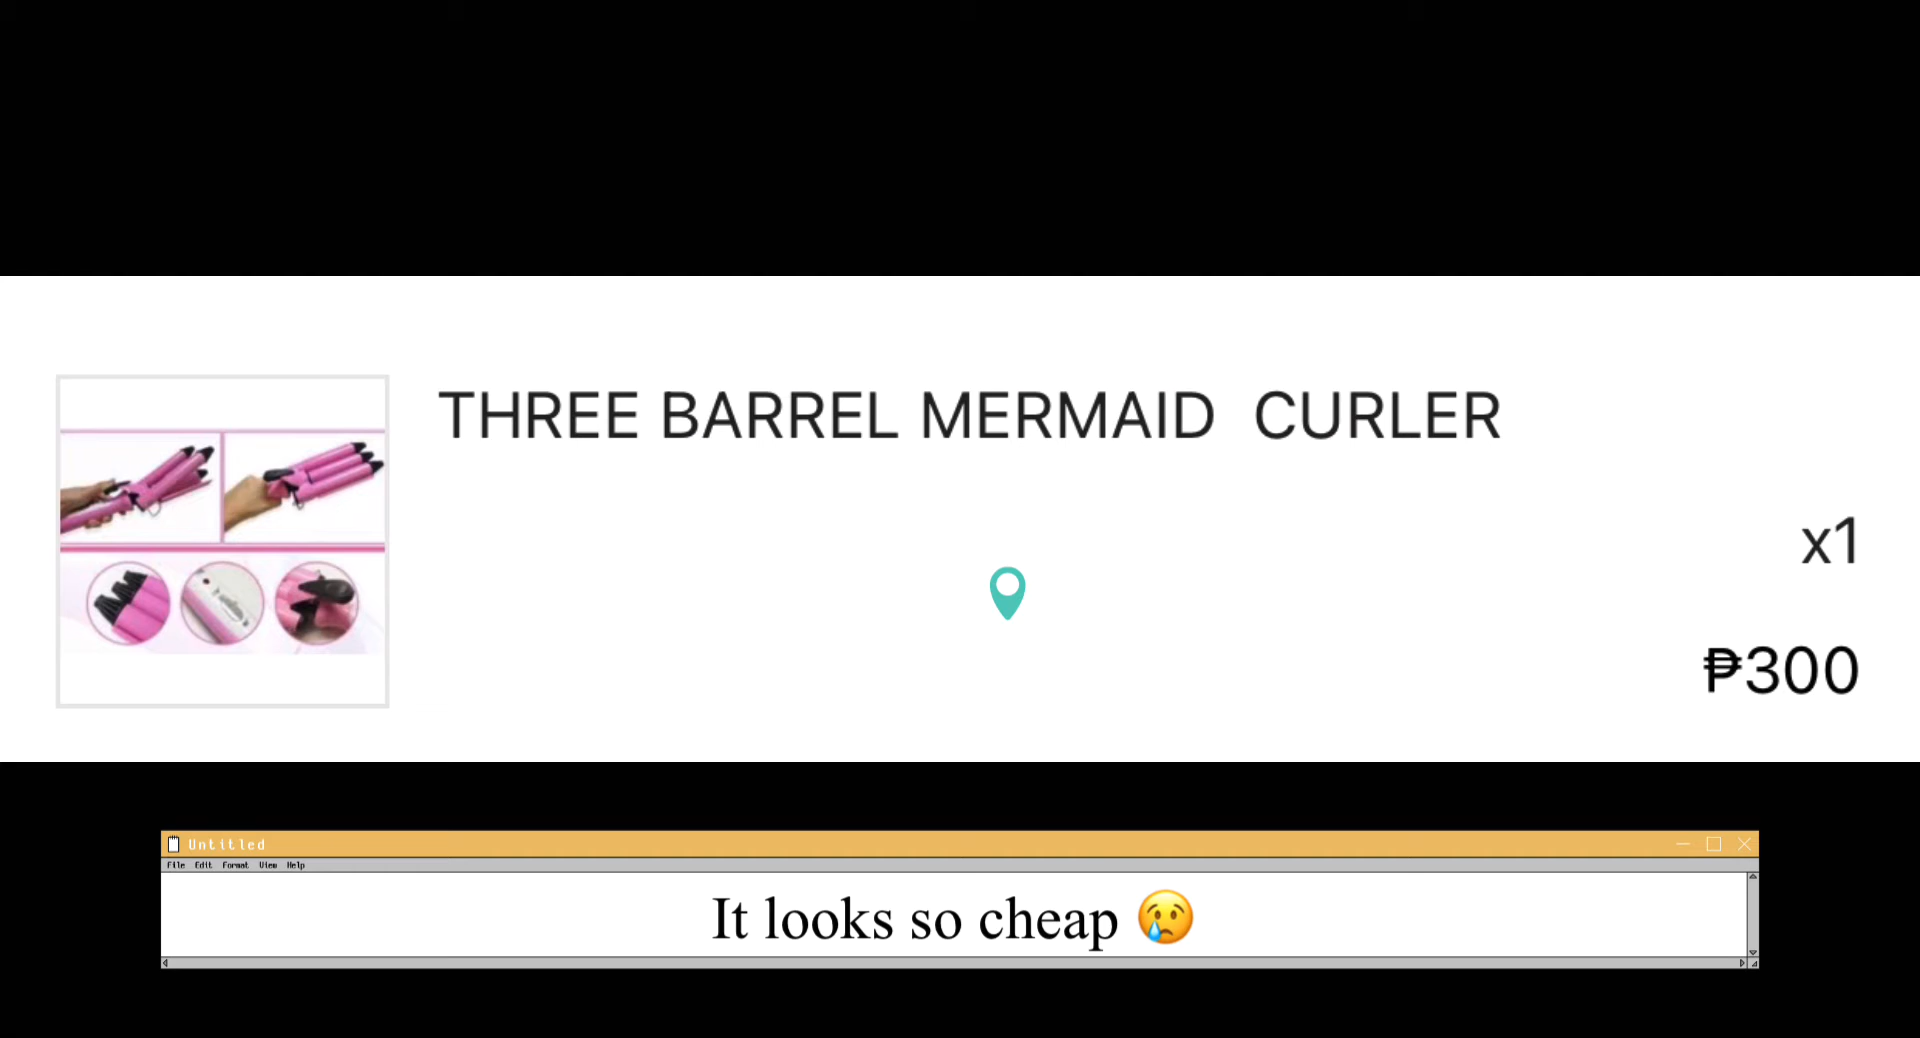 THREE BARREL MERMAID CURLER
x1
₱300
Untitled
File Edit Format View Help
It looks so cheap 😢